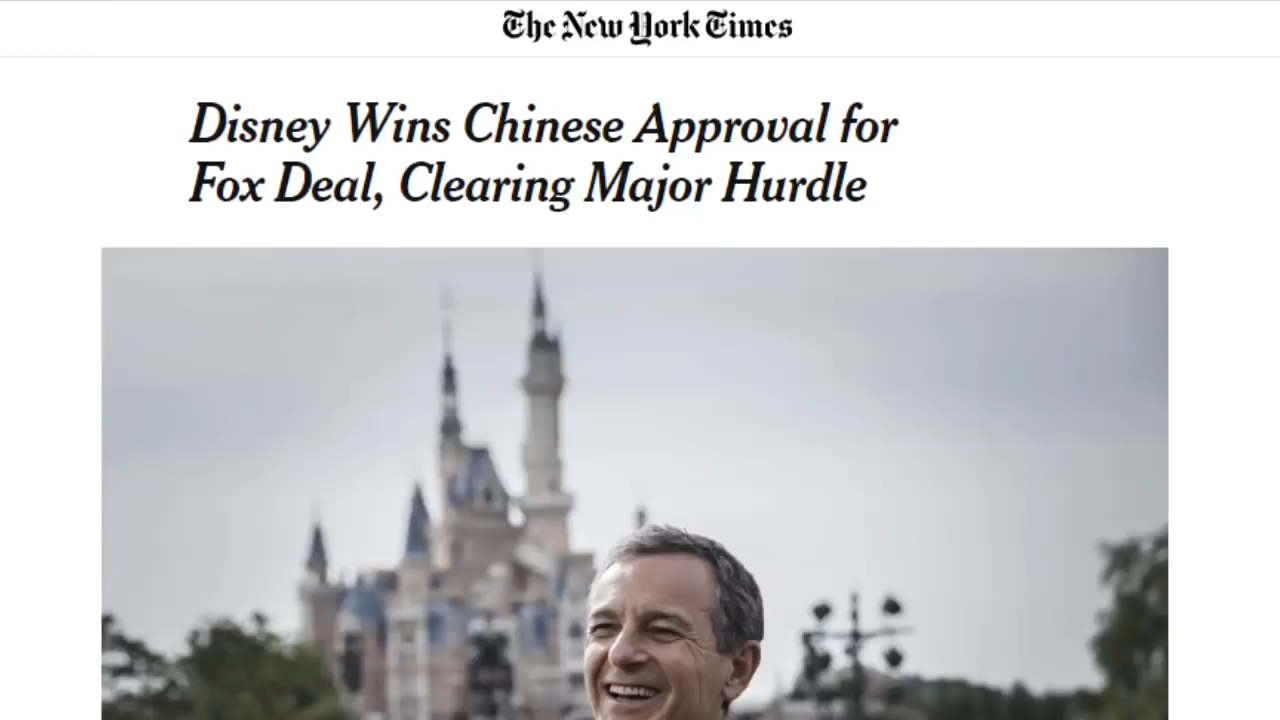 The New York Times
Disney Wins Chinese Approval for
Fox Deal, Clearing Major Hurdle